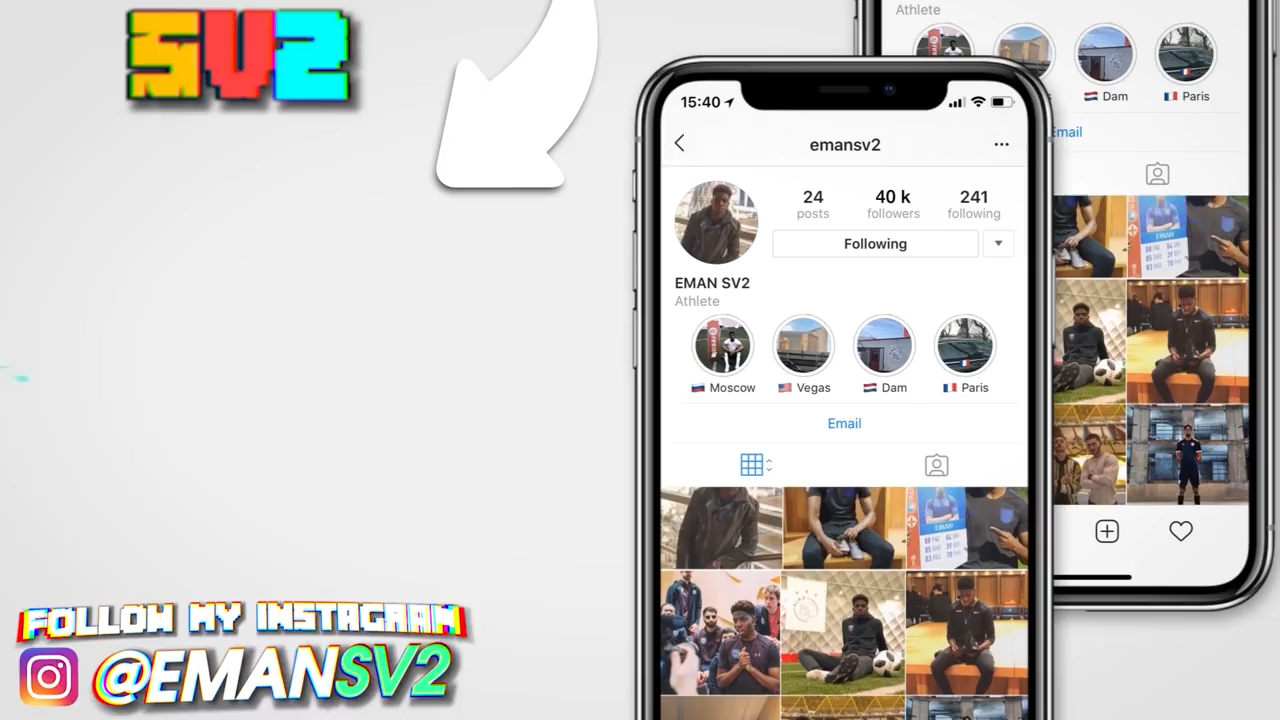 SV2
15:40
emansv2
24
40 k
241
posts
followers
following
Following
EMAN SV2
Athlete
Moscow
Vegas
Dam
Paris
Email
Athlete
Dam
Paris
Email
FOLLOW MY INSTAGRAM
@EMANSV2